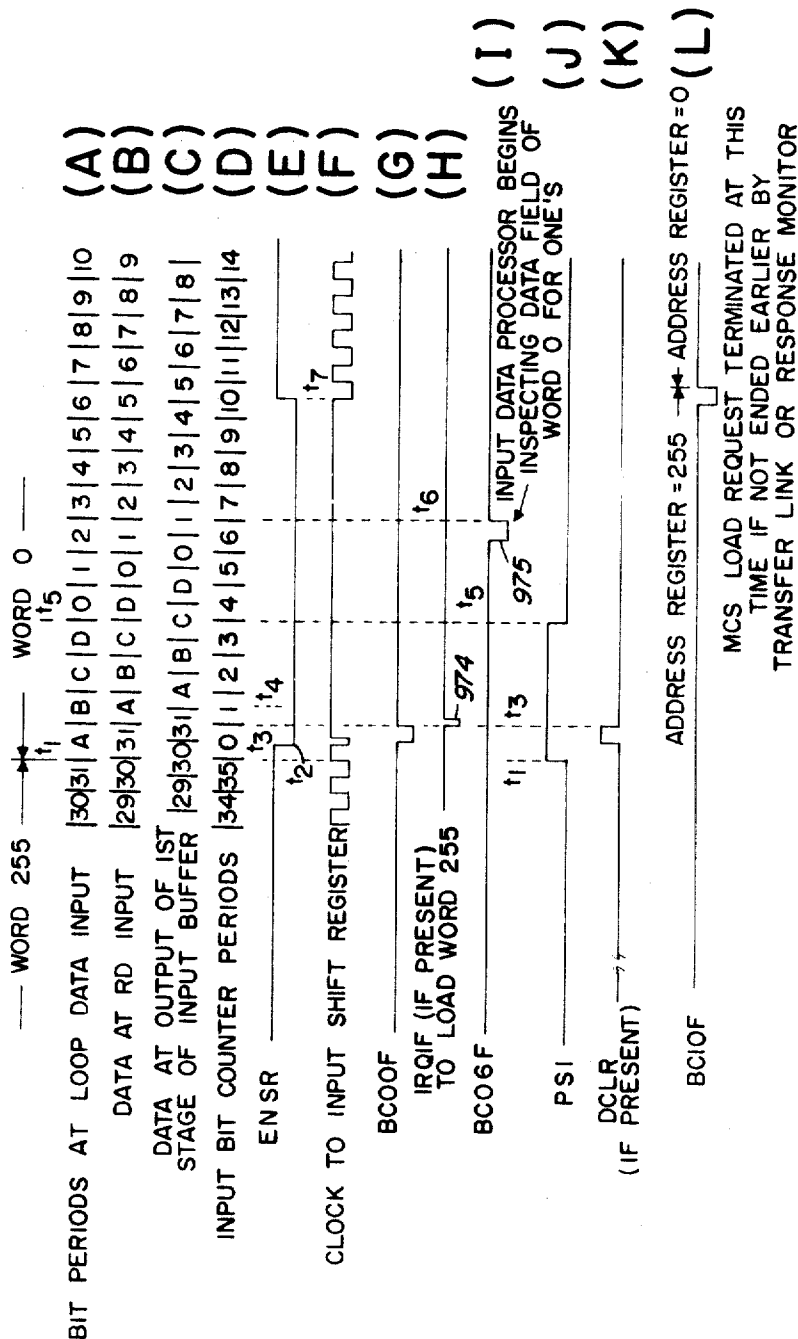 WORD 255 WORD 0
t1 t5
BIT PERIODS AT LOOP DATA INPUT |30|31|A|B|C|D|0|1|2|3|4|5|6|7|8|9|10 (A)
DATA AT RD INPUT |29|30|31|A|B|C|D|0|1|2|3|4|5|6|7|8|9 (B)
DATA AT OUTPUT OF 1ST
STAGE OF INPUT BUFFER |29|30|31|A|B|C|D|0|1|2|3|4|5|6|7|8| (C)
INPUT BIT COUNTER PERIODS |34|35|0|1|2|3|4|5|6|7|8|9|10|11|12|13|14 (D)
t3 t4
ENSR (E)
t2
t7
CLOCK TO INPUT SHIFT REGISTER (F)
BC00F (G)
IRQIF (IF PRESENT)
TO LOAD WORD 255 (H)
974
t6
BC06F (I)
975
INPUT DATA PROCESSOR BEGINS
INSPECTING DATA FIELD OF
WORD 0 FOR ONE'S
t1 t3 t5
PSI (J)
DCLR
(IF PRESENT) (K)
ADDRESS REGISTER = 255 ADDRESS REGISTER = 0
BC10F (L)
MCS LOAD REQUEST TERMINATED AT THIS
TIME IF NOT ENDED EARLIER BY
TRANSFER LINK OR RESPONSE MONITOR